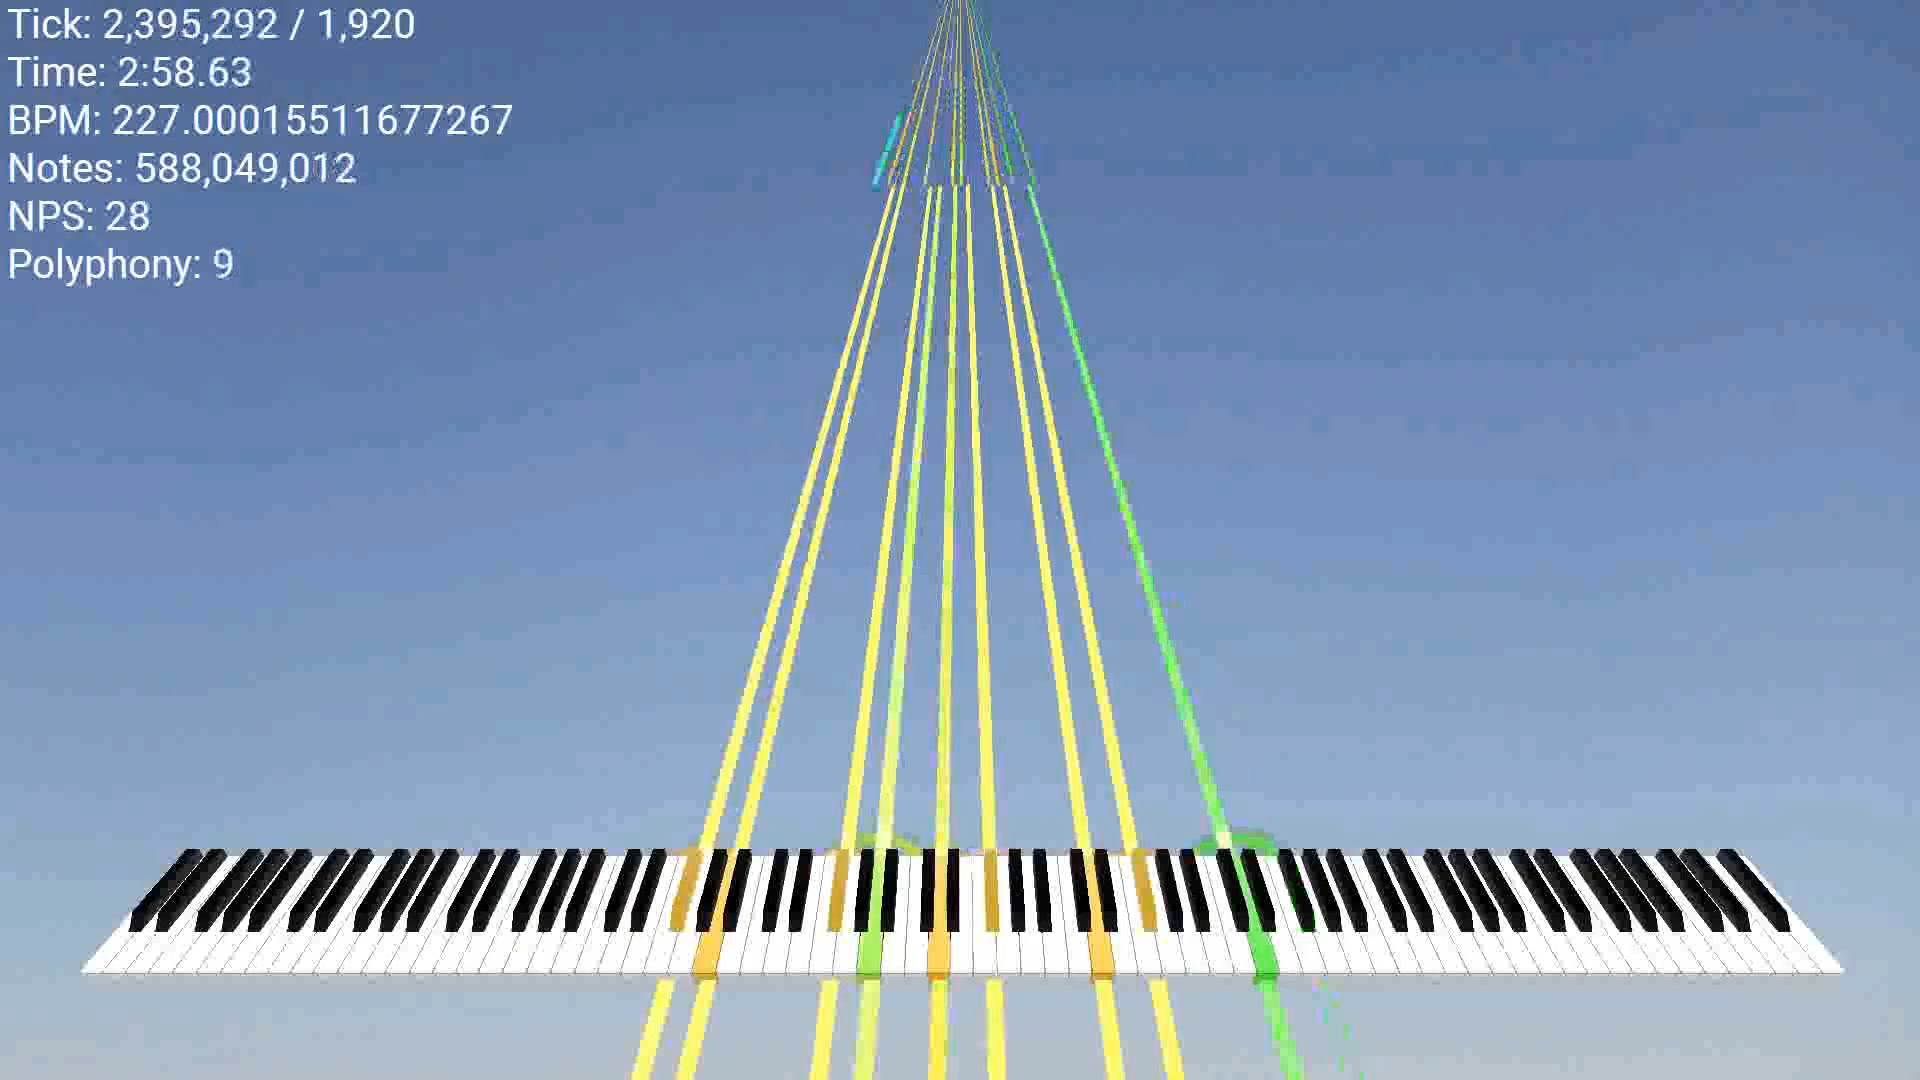 Tick: 2,395,292 / 1,920
Time: 2:58.63
BPM: 227.00015511677267
Notes: 588,049,012
NPS: 28
Polyphony: 9